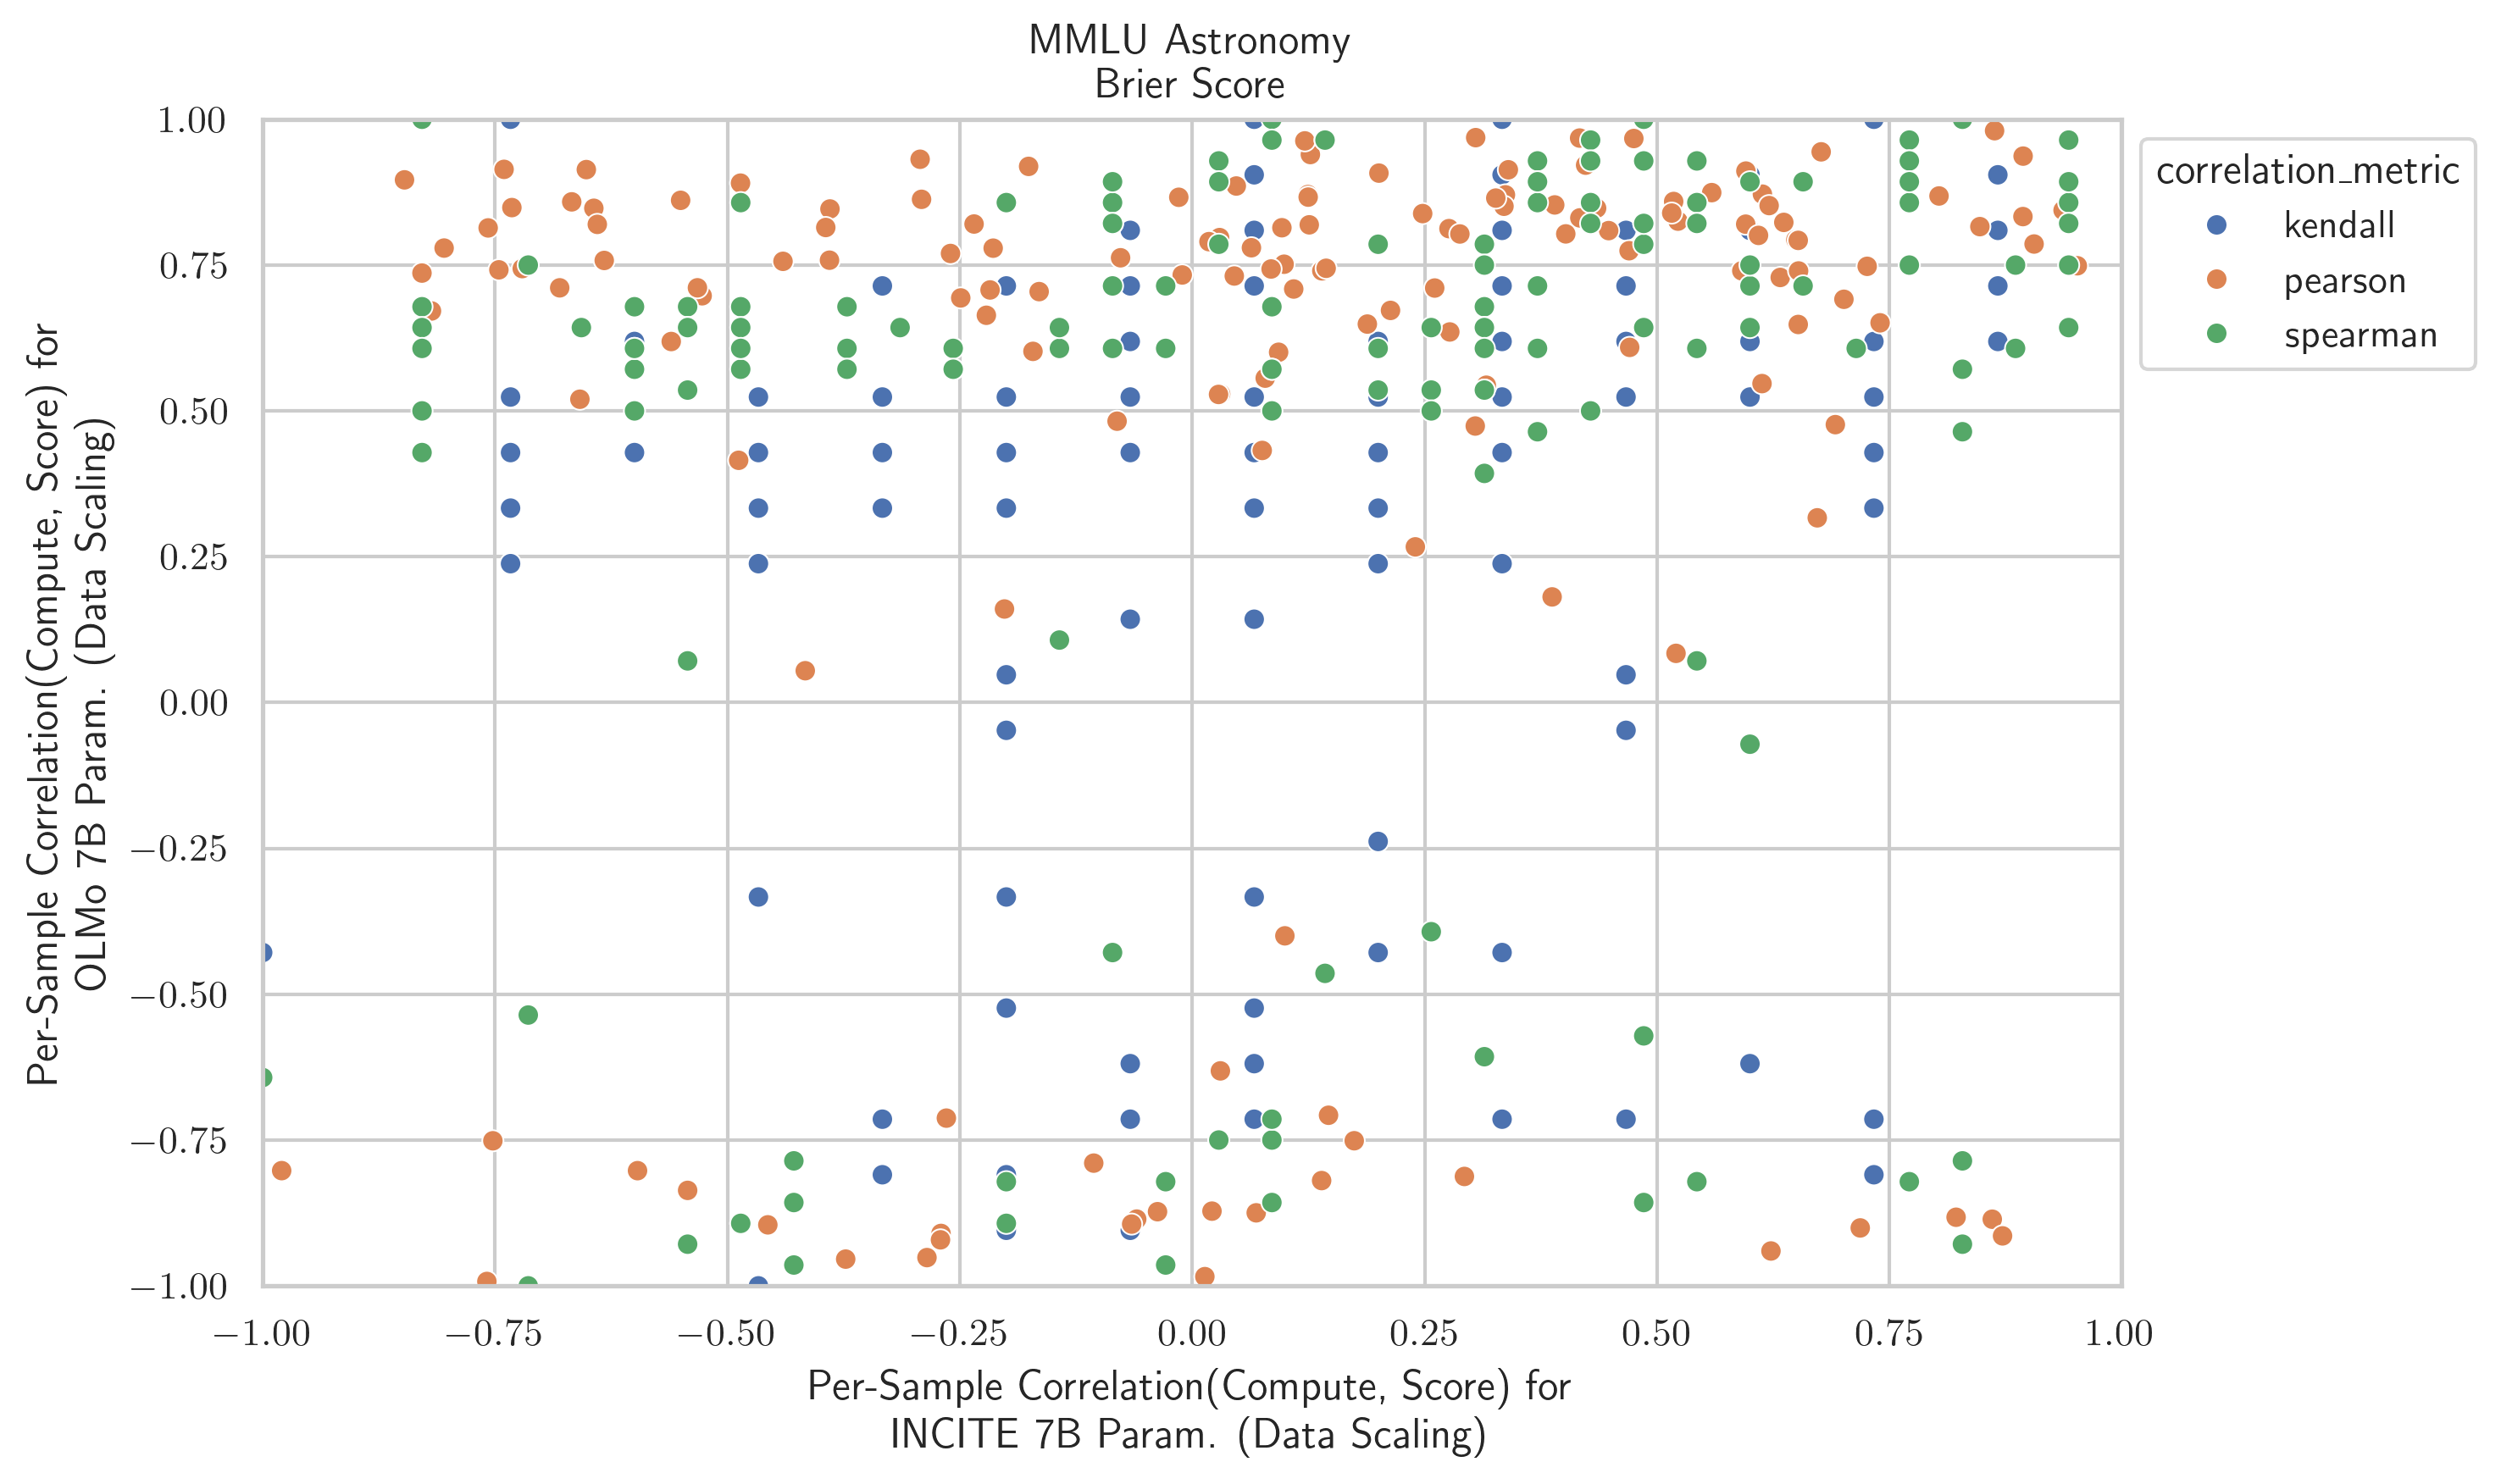 MMLU Astronomy
Brier Score
Per-Sample Correlation(Compute, Score) for
OLMo 7B Param. (Data Scaling)
1.00
0.75
0.50
0.25
0.00
−0.25
−0.50
−0.75
−1.00
−1.00
−0.75
−0.50
−0.25
0.00
0.25
0.50
0.75
1.00
Per-Sample Correlation(Compute, Score) for
INCITE 7B Param. (Data Scaling)
correlation_metric
kendall
pearson
spearman